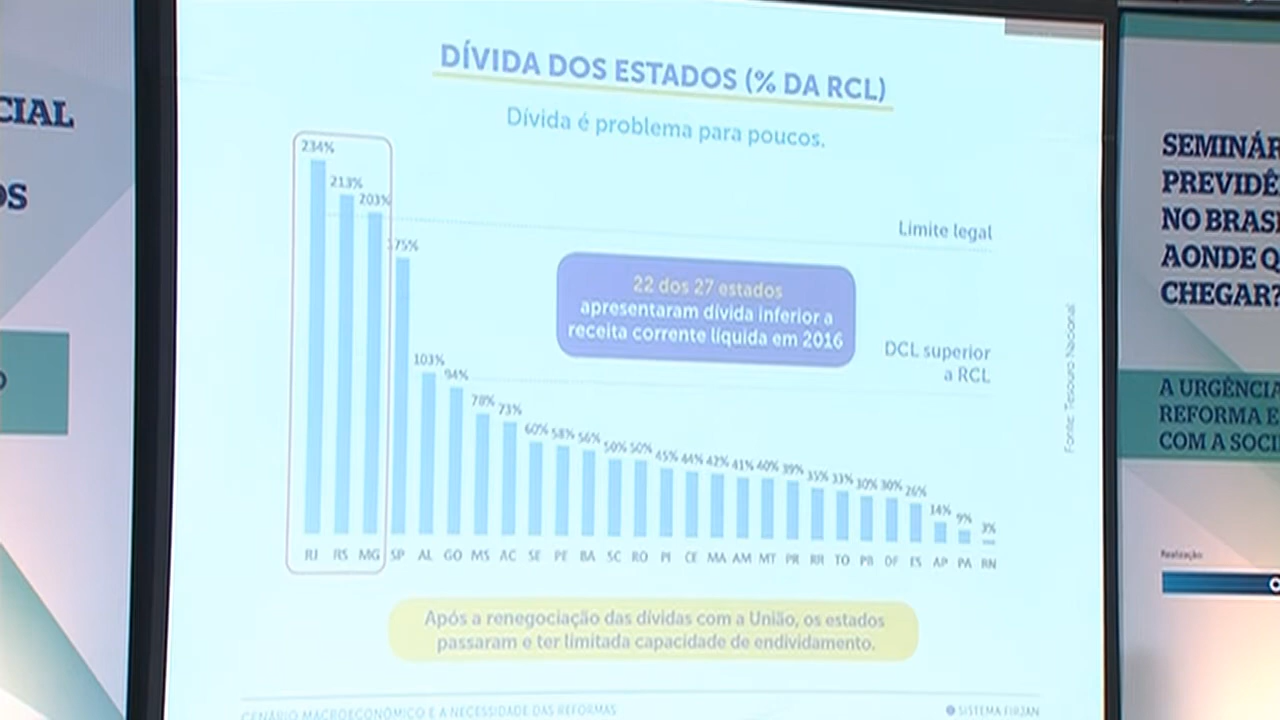 CIAL
OS
O
DÍVIDA DOS ESTADOS (% DA RCL)
Dívida é problema para poucos.
234%
213%
203%
175%
103%
94%
78%
73%
60%
58%
56%
50%
50%
45%
44%
42%
41%
40%
39%
35%
33%
30%
30%
26%
14%
9%
3%
Limite legal
22 dos 27 estados
apresentaram dívida inferior a
receita corrente líquida em 2016
DCL superior
a RCL
Fonte: Tesouro Nacional
RJ RS MG SP AL GO MS AC SE PE BA SC RO PI CE MA AM MT PR RR TO PB DF ES AP PA RN
Após a renegociação das dívidas com a União, os estados
passaram e ter limitada capacidade de endividamento.
CENÁRIO MACROECONÔMICO E A NECESSIDADE DAS REFORMAS
SISTEMA FIRJAN
SEMINÁR
PREVIDÊ
NO BRASI
AONDE Q
CHEGAR?
A URGÊNCIA
REFORMA E
COM A SOCI
Realização: